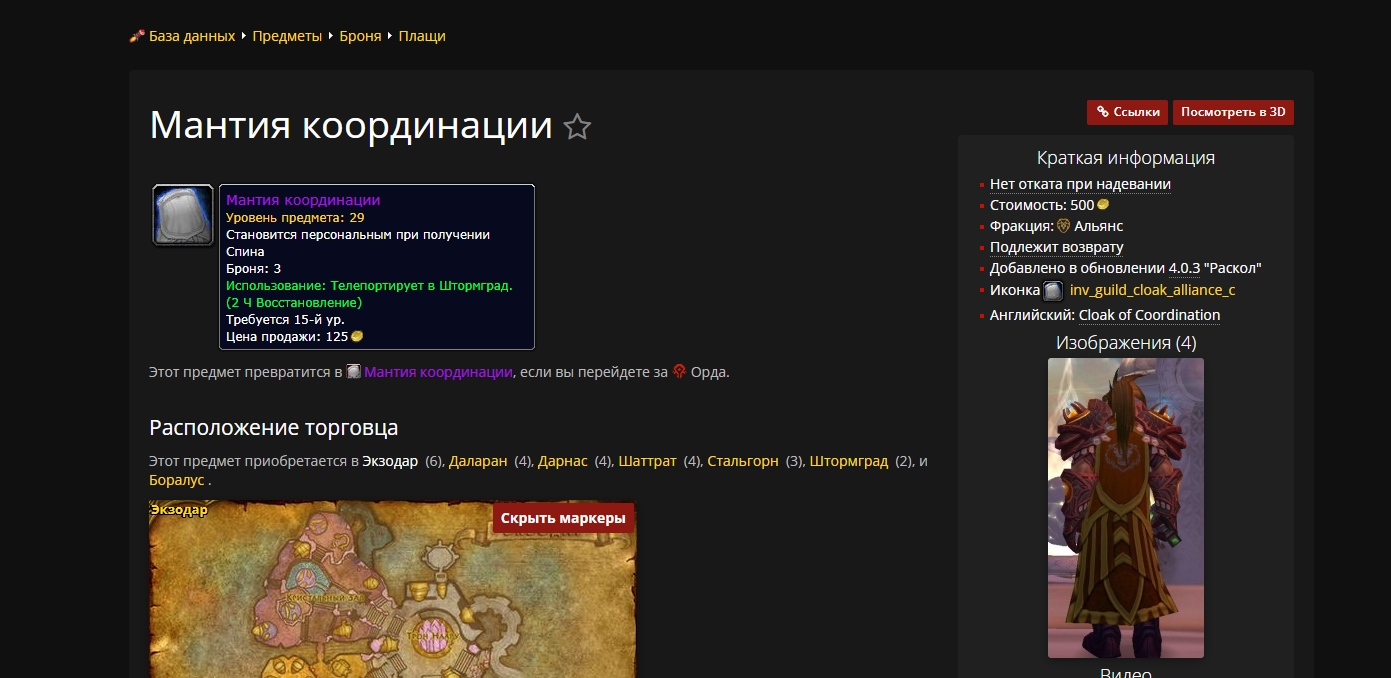 База данных Предметы Броня Плащи
Мантия координации
Ссылки
Посмотреть в 3D
Мантия координации
Уровень предмета: 29
Становится персональным при получении
Спина
Броня: 3
Использование: Телепортирует в Штормград.
(2 Ч Восстановление)
Требуется 15-й ур.
Цена продажи: 125
Этот предмет превратится в Мантия координации, если вы перейдете за Орда.
Расположение торговца
Этот предмет приобретается в Экзодар (6), Даларан (4), Дарнас (4), Шаттрат (4), Стальгорн (3), Штормград (2), и
Боралус .
Экзодар
Скрыть маркеры
Кристальный зал
Трон Наару
Краткая информация
Нет отката при надевании
Стоимость: 500
Фракция: Альянс
Подлежит возврату
Добавлено в обновлении 4.0.3 "Раскол"
Иконка inv_guild_cloak_alliance_c
Английский: Cloak of Coordination
Изображения (4)
Видео